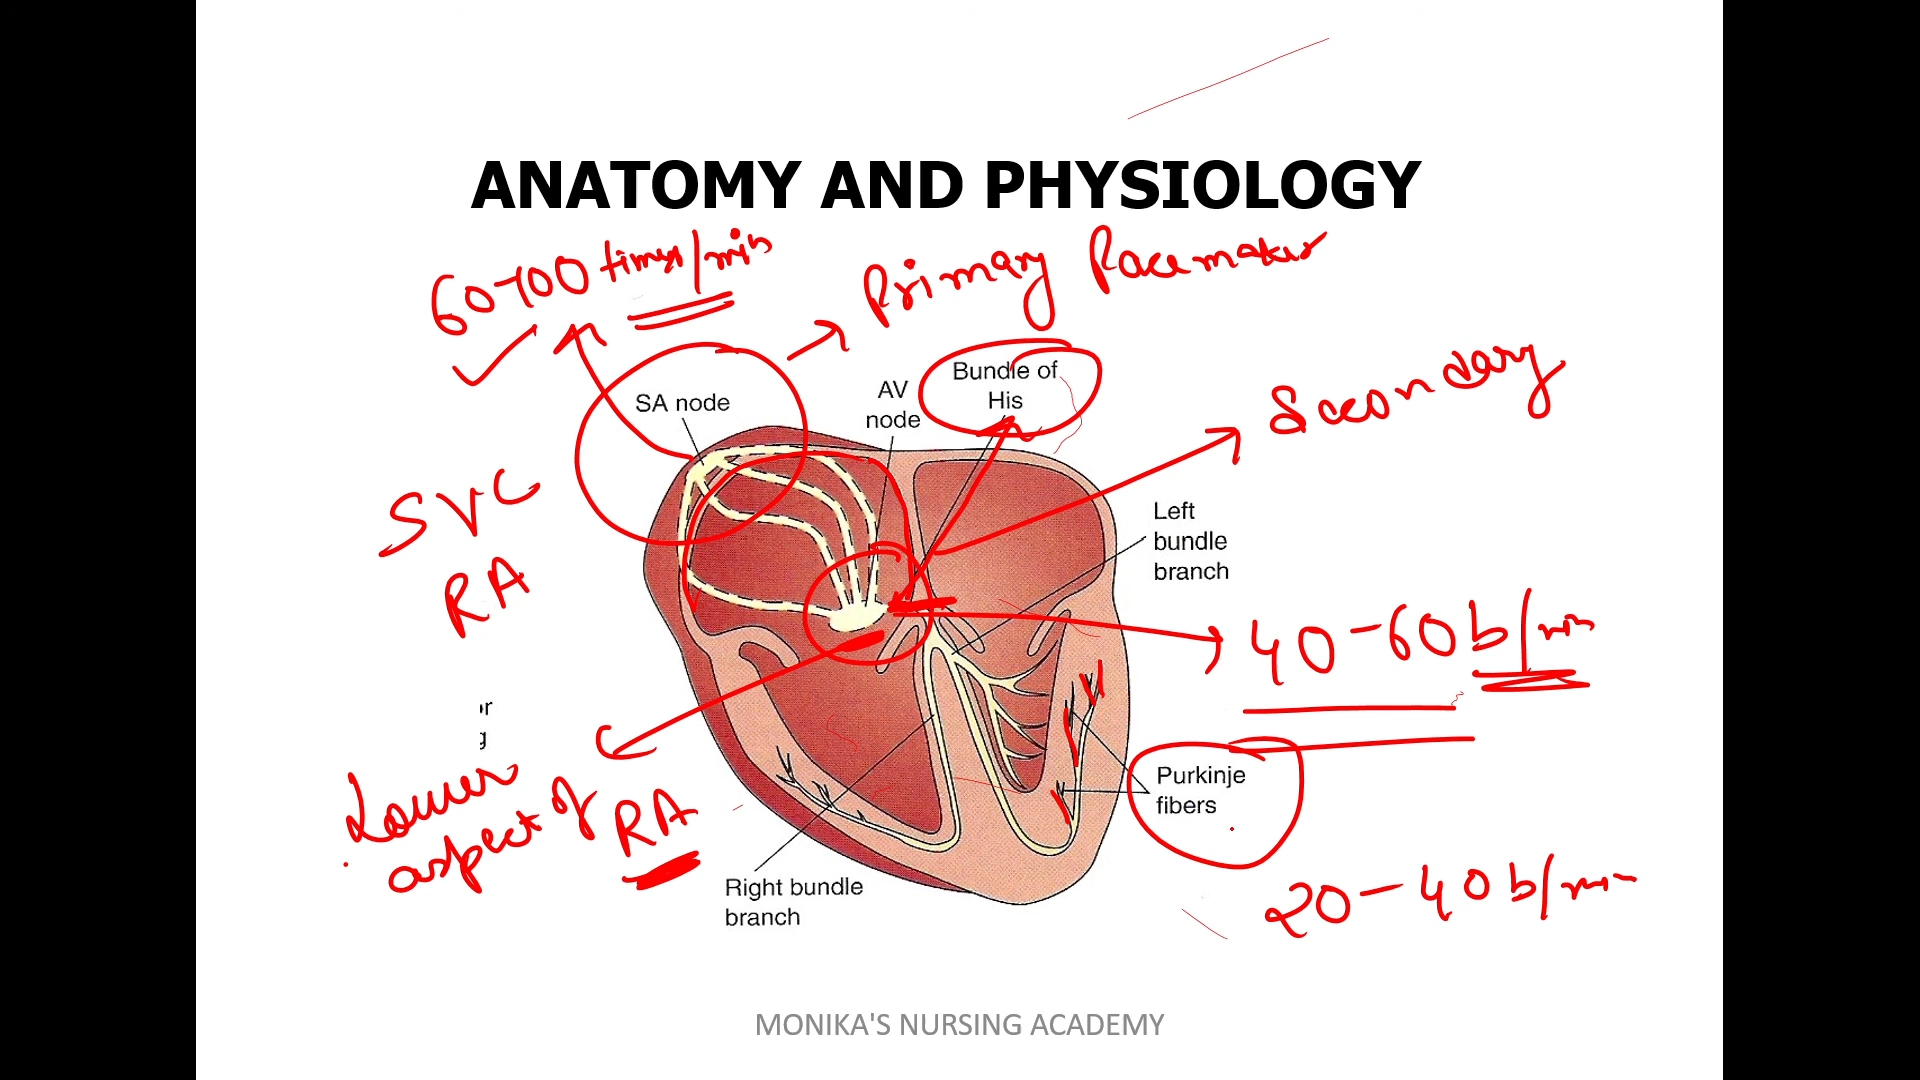 ANATOMY AND PHYSIOLOGY
60-100 times/min
Primary Pacemaker
SA node
AV
node
Bundle of
His
Secondary
SVC
RA
Left
bundle
branch
40-60 b/min
Purkinje
fibers
20-40 b/min
Lower
aspect of RA
Right bundle
branch
MONIKA'S NURSING ACADEMY